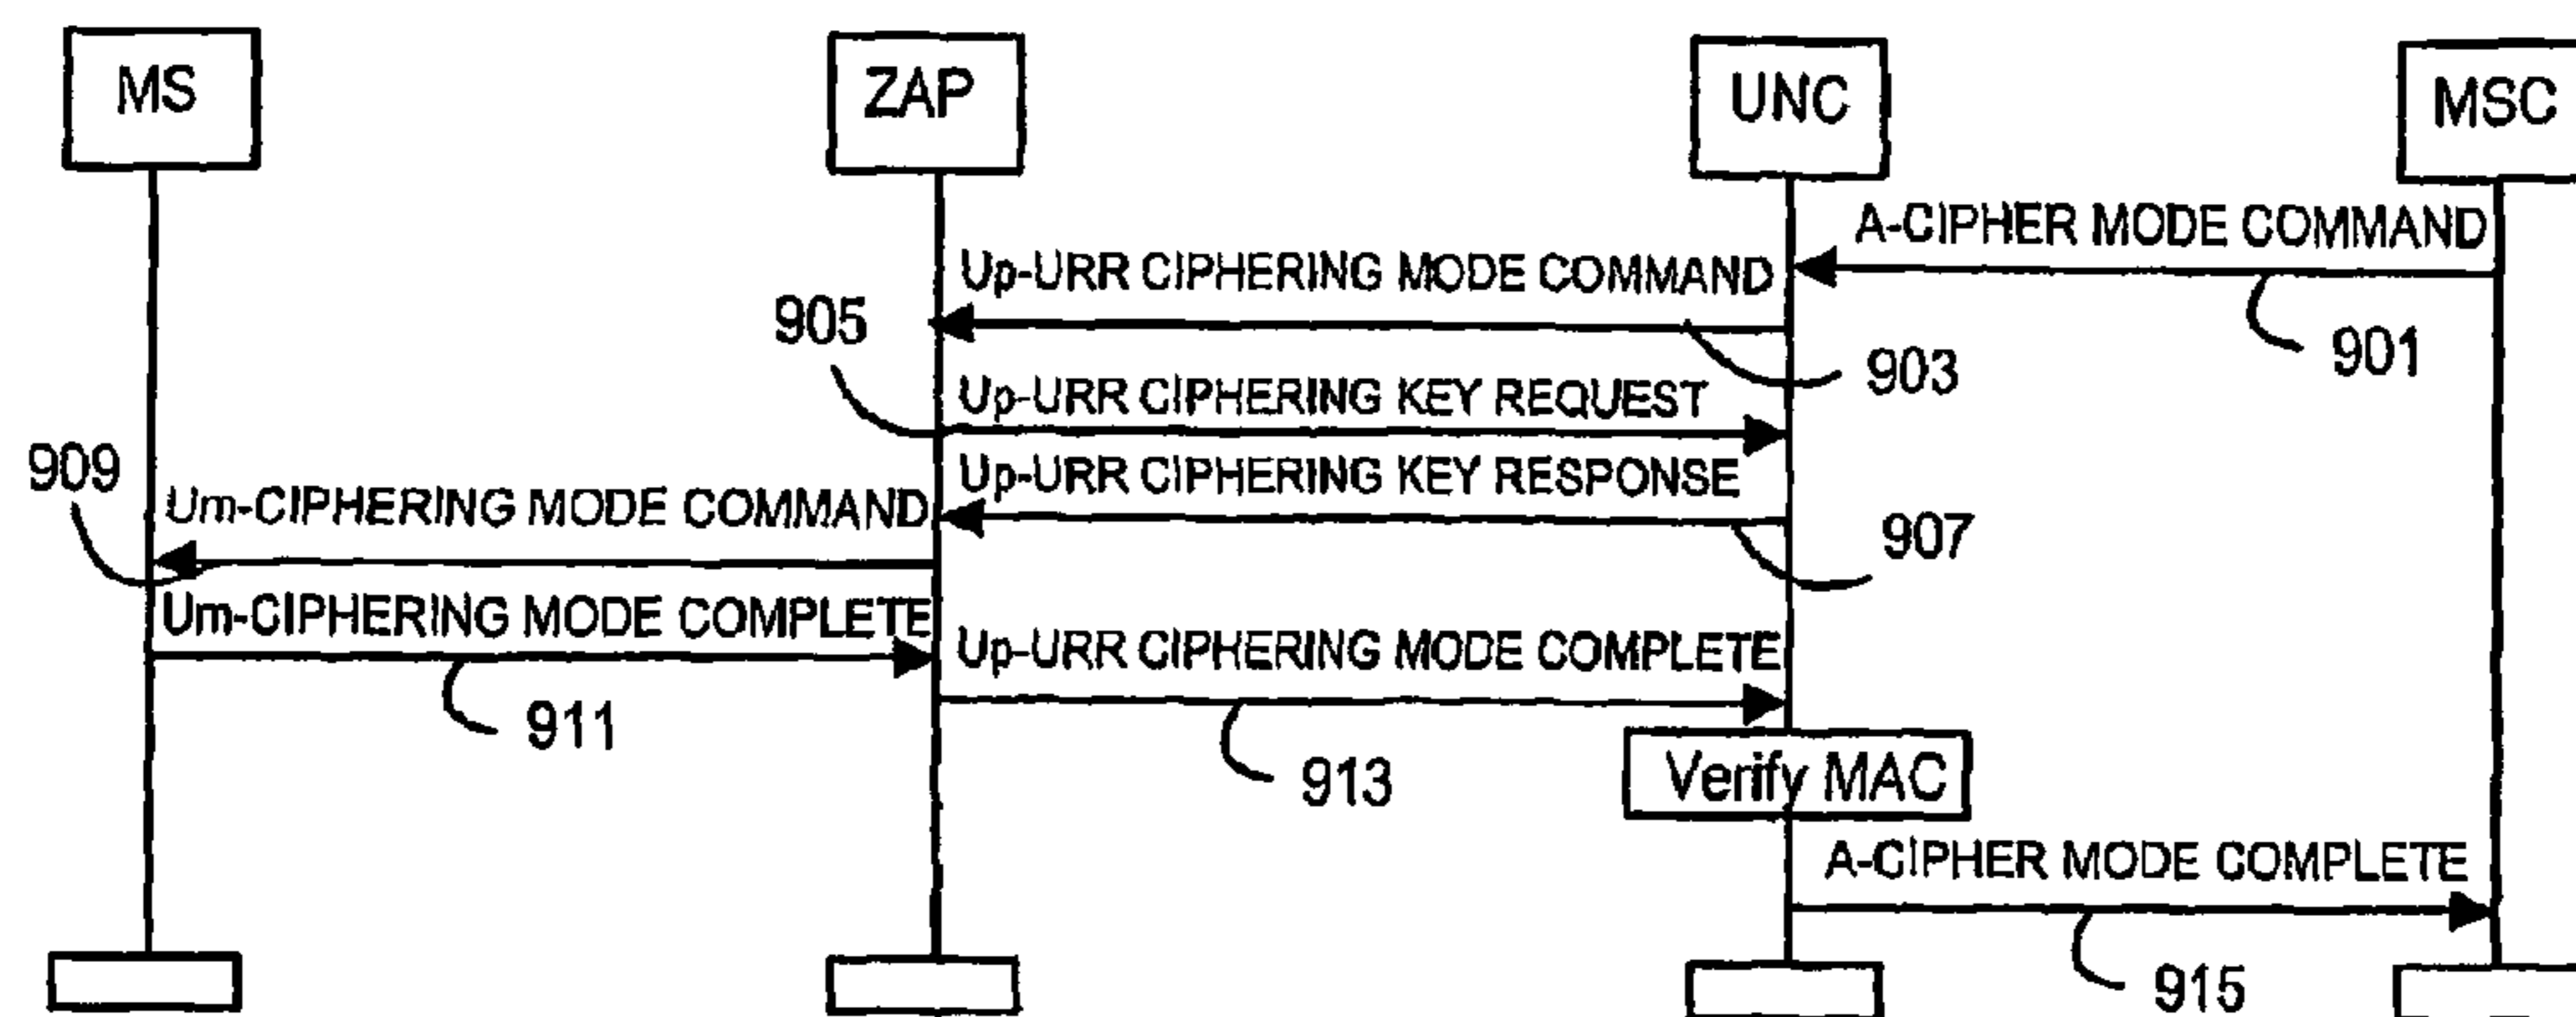 MS
ZAP
UNC
MSC
A-CIPHER MODE COMMAND
901
Up-URR CIPHERING MODE COMMAND
903
905
Up-URR CIPHERING KEY REQUEST
Up-URR CIPHERING KEY RESPONSE
907
909
Um-CIPHERING MODE COMMAND
Um-CIPHERING MODE COMPLETE
911
Up-URR CIPHERING MODE COMPLETE
913
Verify MAC
A-CIPHER MODE COMPLETE
915